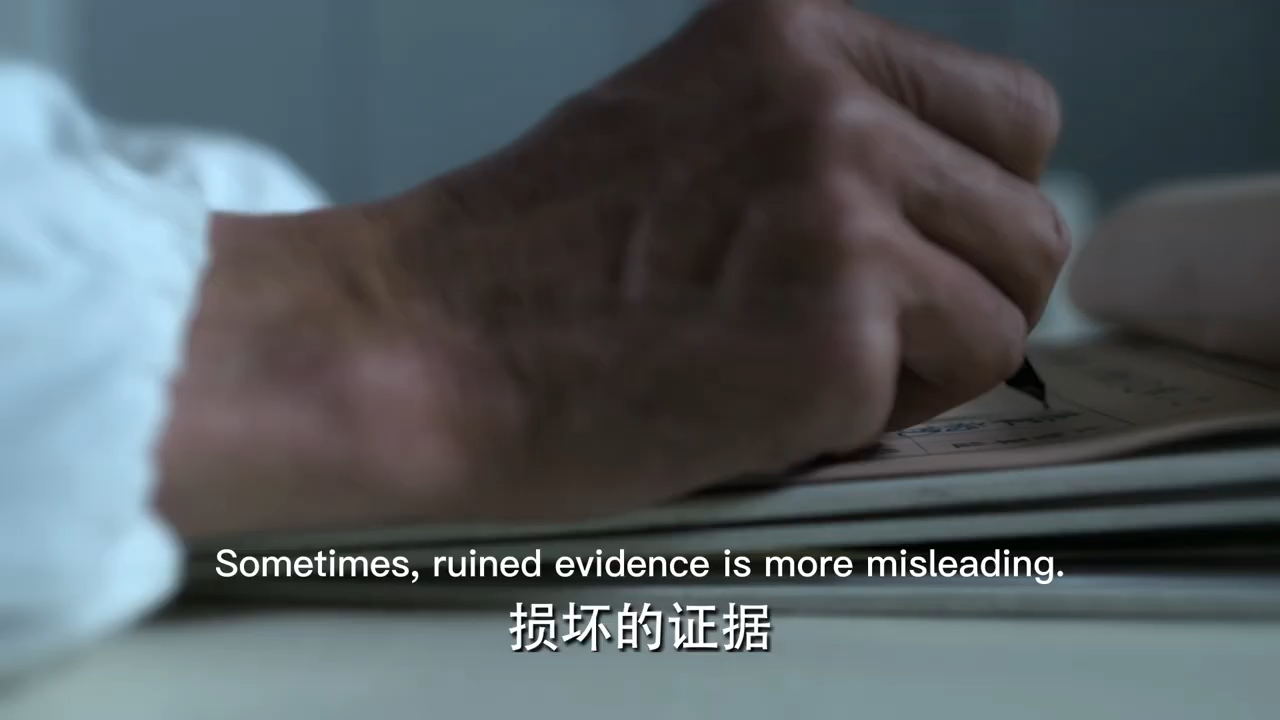 Sometimes, ruined evidence is more misleading.
损坏的证据